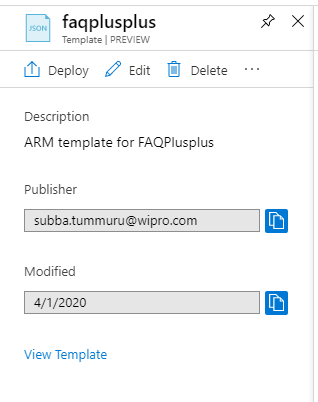 JSON
faqplusplus
Template | PREVIEW
Deploy Edit Delete ...
Description
ARM template for FAQPlusplus
Publisher
subba.tummuru@wipro.com
Modified
4/1/2020
View Template